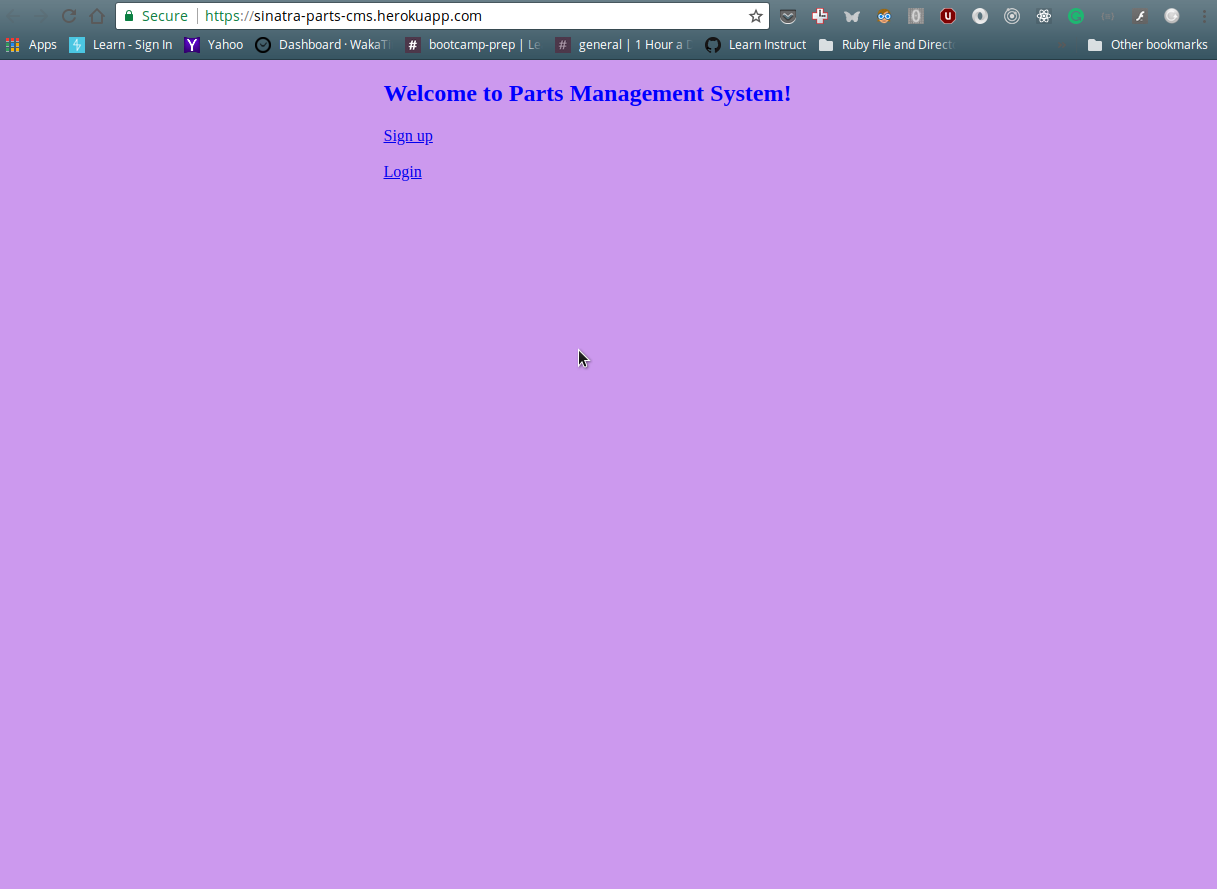 Secure https://sinatra-parts-cms.herokuapp.com
Apps Learn - Sign In Yahoo Dashboard · WakaT # bootcamp-prep | Le # general | 1 Hour a D Learn Instruct Ruby File and Direct Other bookmarks
Welcome to Parts Management System!
Sign up
Login